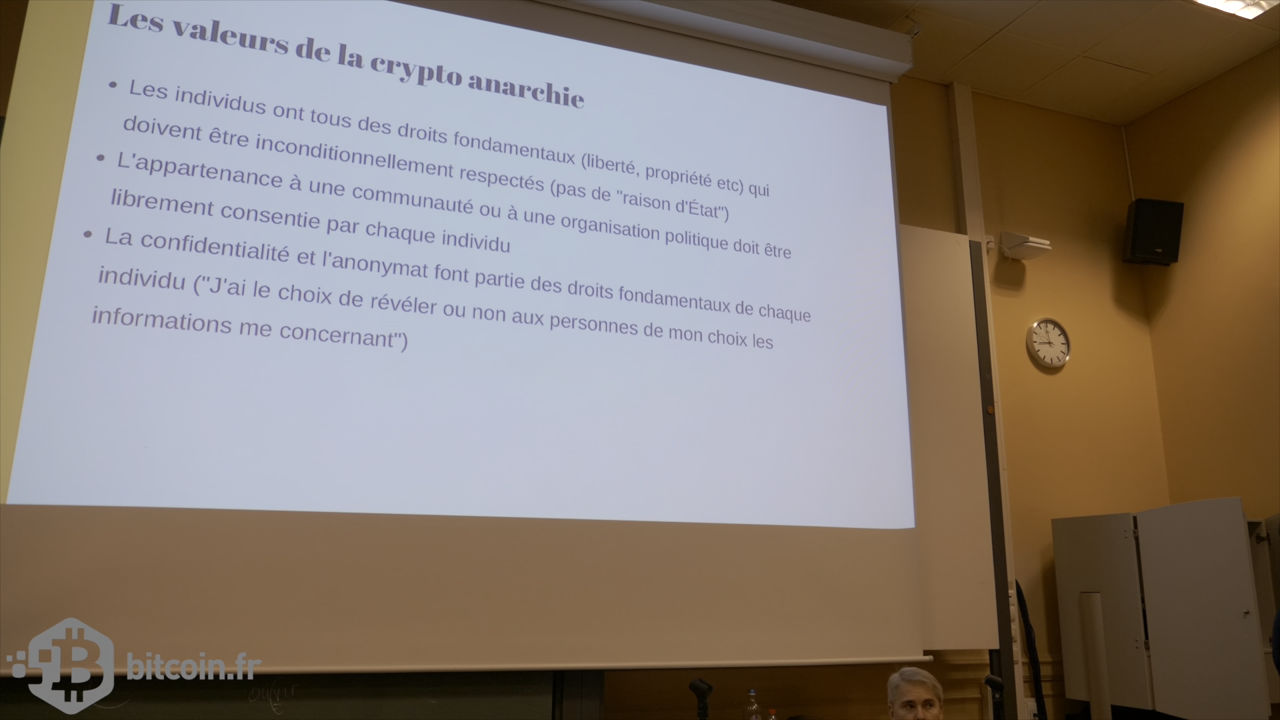 Les valeurs de la crypto anarchie
• Les individus ont tous des droits fondamentaux (liberté, propriété etc) qui
doivent être inconditionnellement respectés (pas de "raison d'État")
• L'appartenance à une communauté ou à une organisation politique doit être
librement consentie par chaque individu
• La confidentialité et l'anonymat font partie des droits fondamentaux de chaque
individu ("J'ai le choix de révéler ou non aux personnes de mon choix les
informations me concernant")
bitcoin.fr